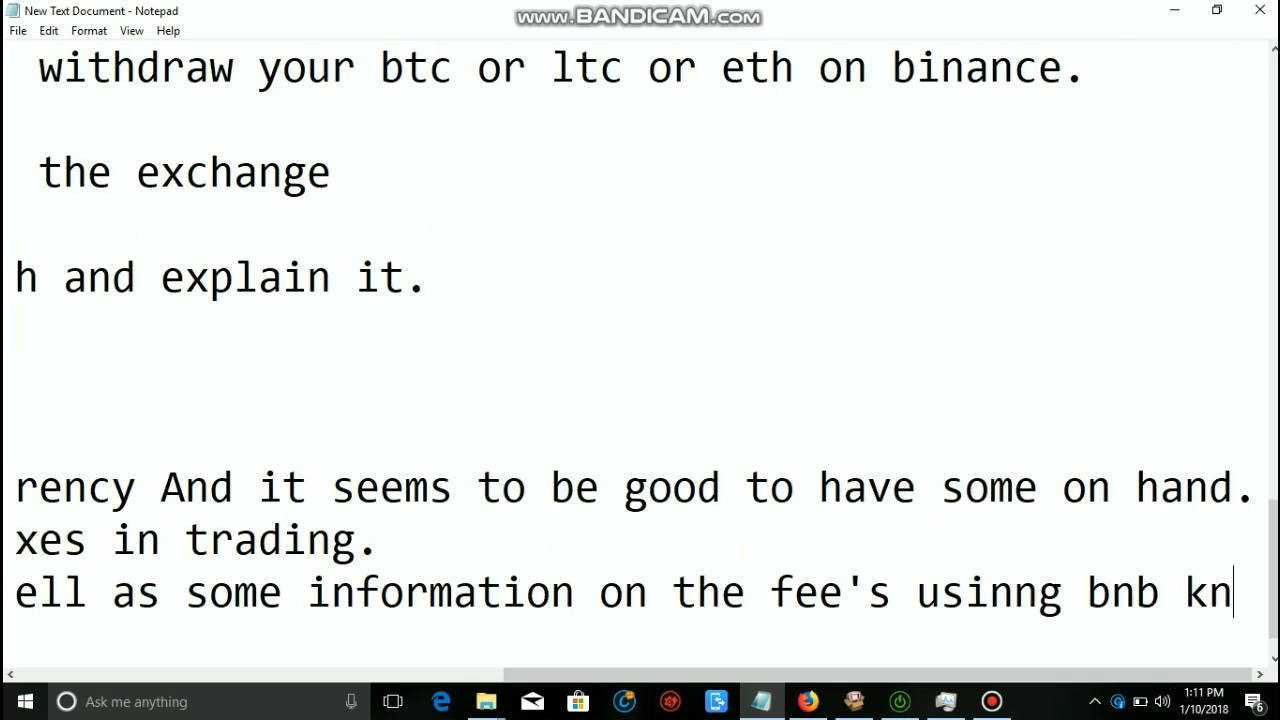 New Text Document - Notepad
www.BANDICAM.com
File Edit Format View Help
withdraw your btc or ltc or eth on binance.
the exchange
h and explain it.
rency And it seems to be good to have some on hand.
xes in trading.
ell as some information on the fee's usinng bnb kn
Ask me anything
1:11 PM
1/10/2018
6